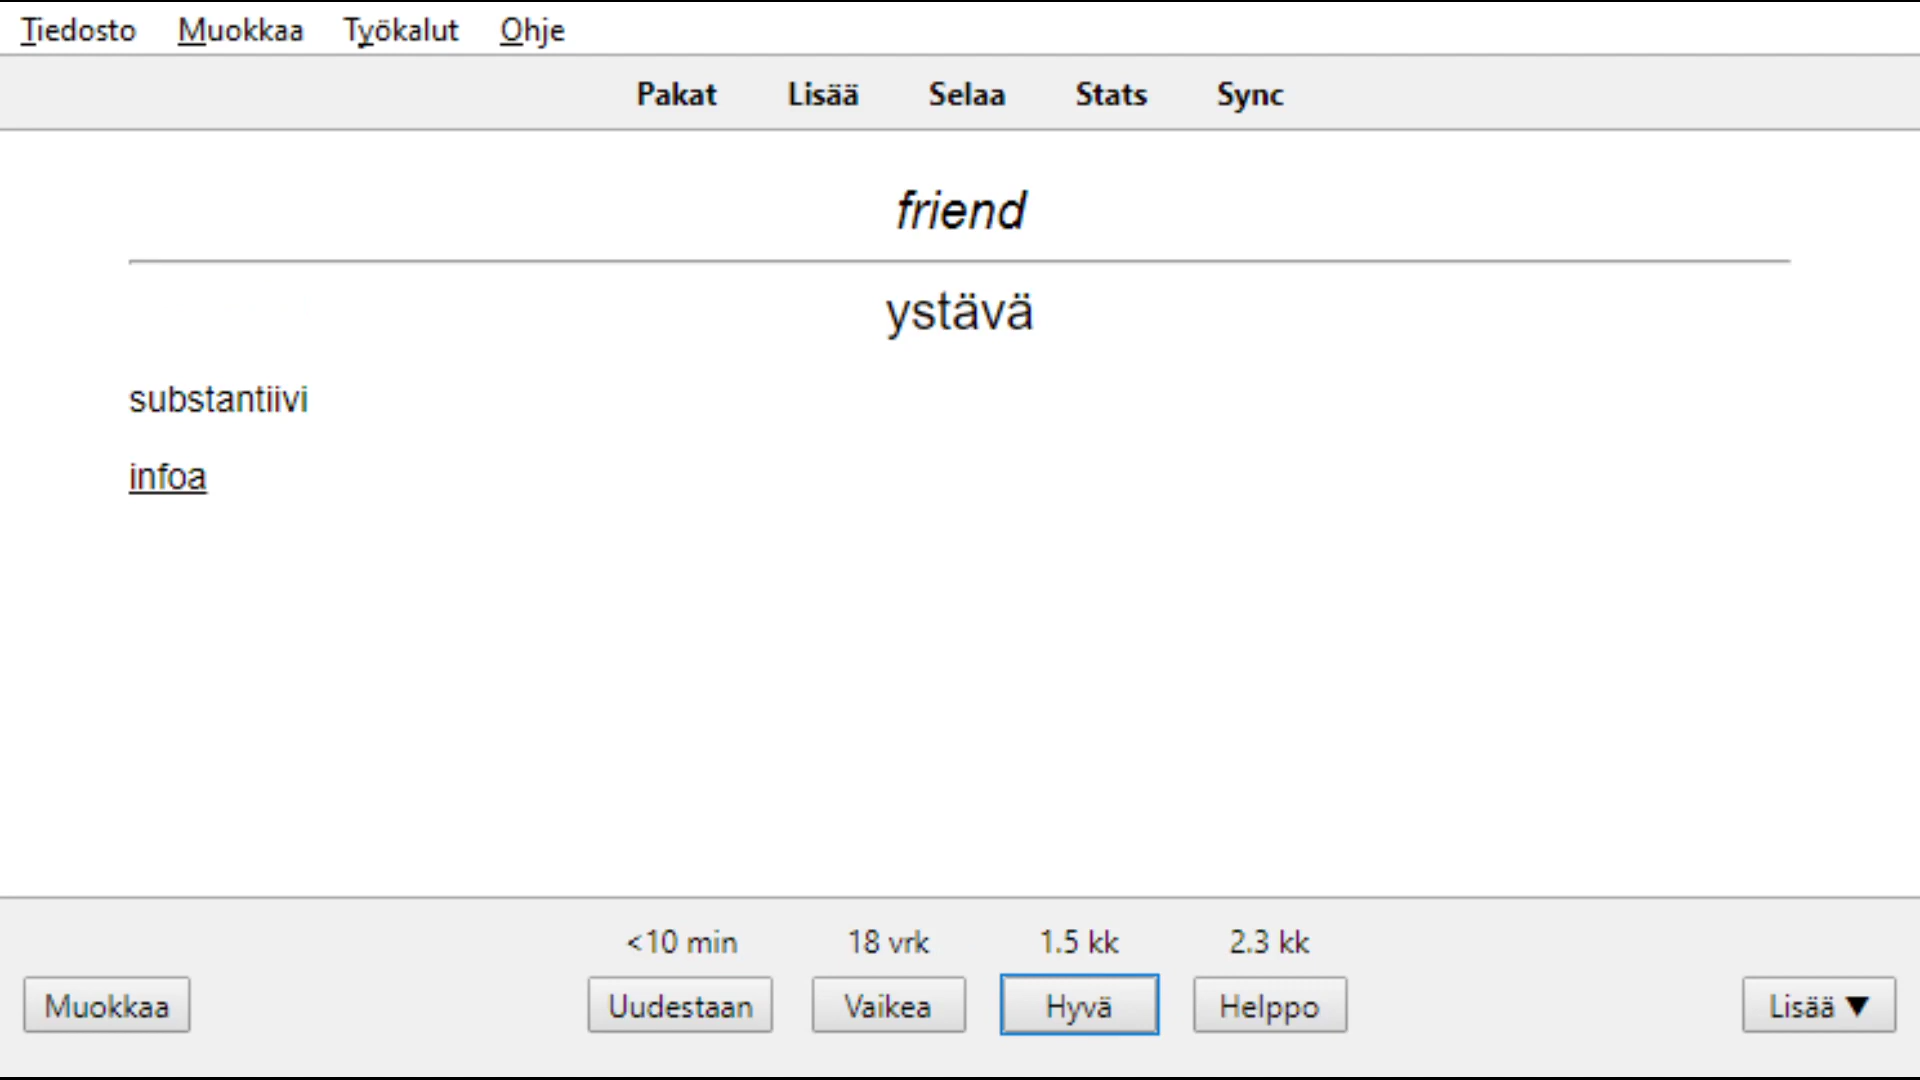 Tiedosto Muokkaa Työkalut Ohje
Pakat Lisää Selaa Stats Sync
friend
ystävä
substantiivi
infoa
<10 min 18 vrk 1.5 kk 2.3 kk
Muokkaa Uudestaan Vaikea Hyvä Helppo Lisää ▼